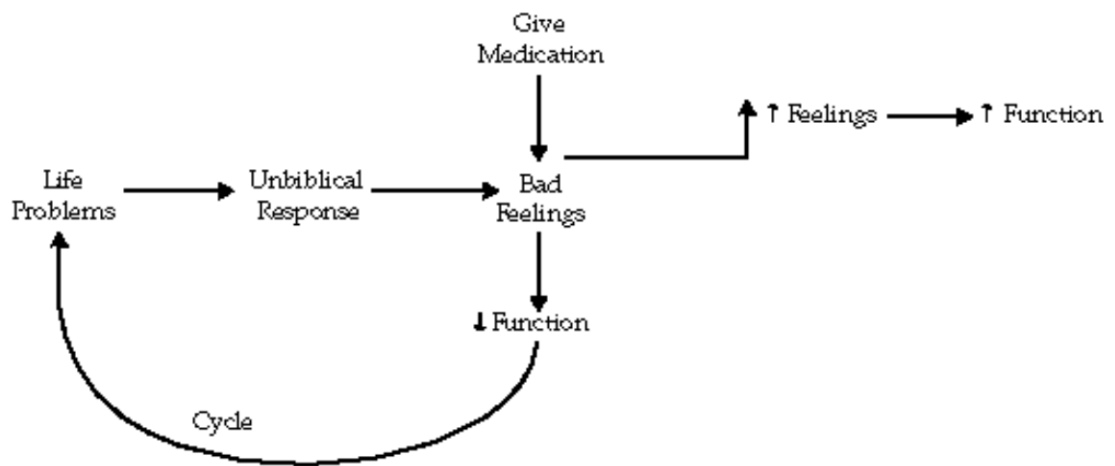 Give
Medication
↑ Feelings
↑ Function
Life
Problems
Unbiblical
Response
Bad
Feelings
↓ Function
Cycle